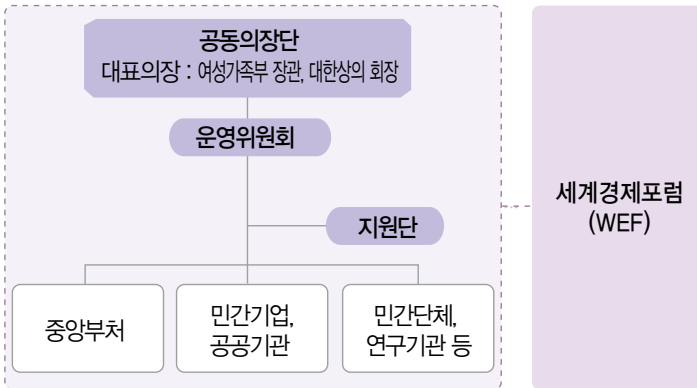 공동의장단
대표의장 : 여성가족부 장관, 대한상의 회장
운영위원회
지원단
중앙부처
민간기업,
공공기관
민간단체,
연구기관 등
세계경제포럼
(WEF)